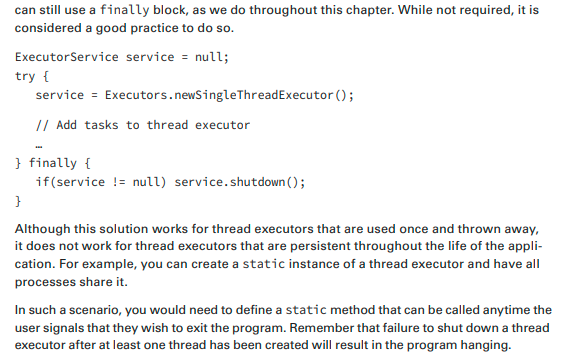 can still use a finally block, as we do throughout this chapter. While not required, it is
considered a good practice to do so.
ExecutorService service = null;
try {
   service = Executors.newSingleThreadExecutor();
   // Add tasks to thread executor
   …
} finally {
   if(service != null) service.shutdown();
}
Although this solution works for thread executors that are used once and thrown away,
it does not work for thread executors that are persistent throughout the life of the appli-
cation. For example, you can create a static instance of a thread executor and have all
processes share it.
In such a scenario, you would need to define a static method that can be called anytime the
user signals that they wish to exit the program. Remember that failure to shut down a thread
executor after at least one thread has been created will result in the program hanging.